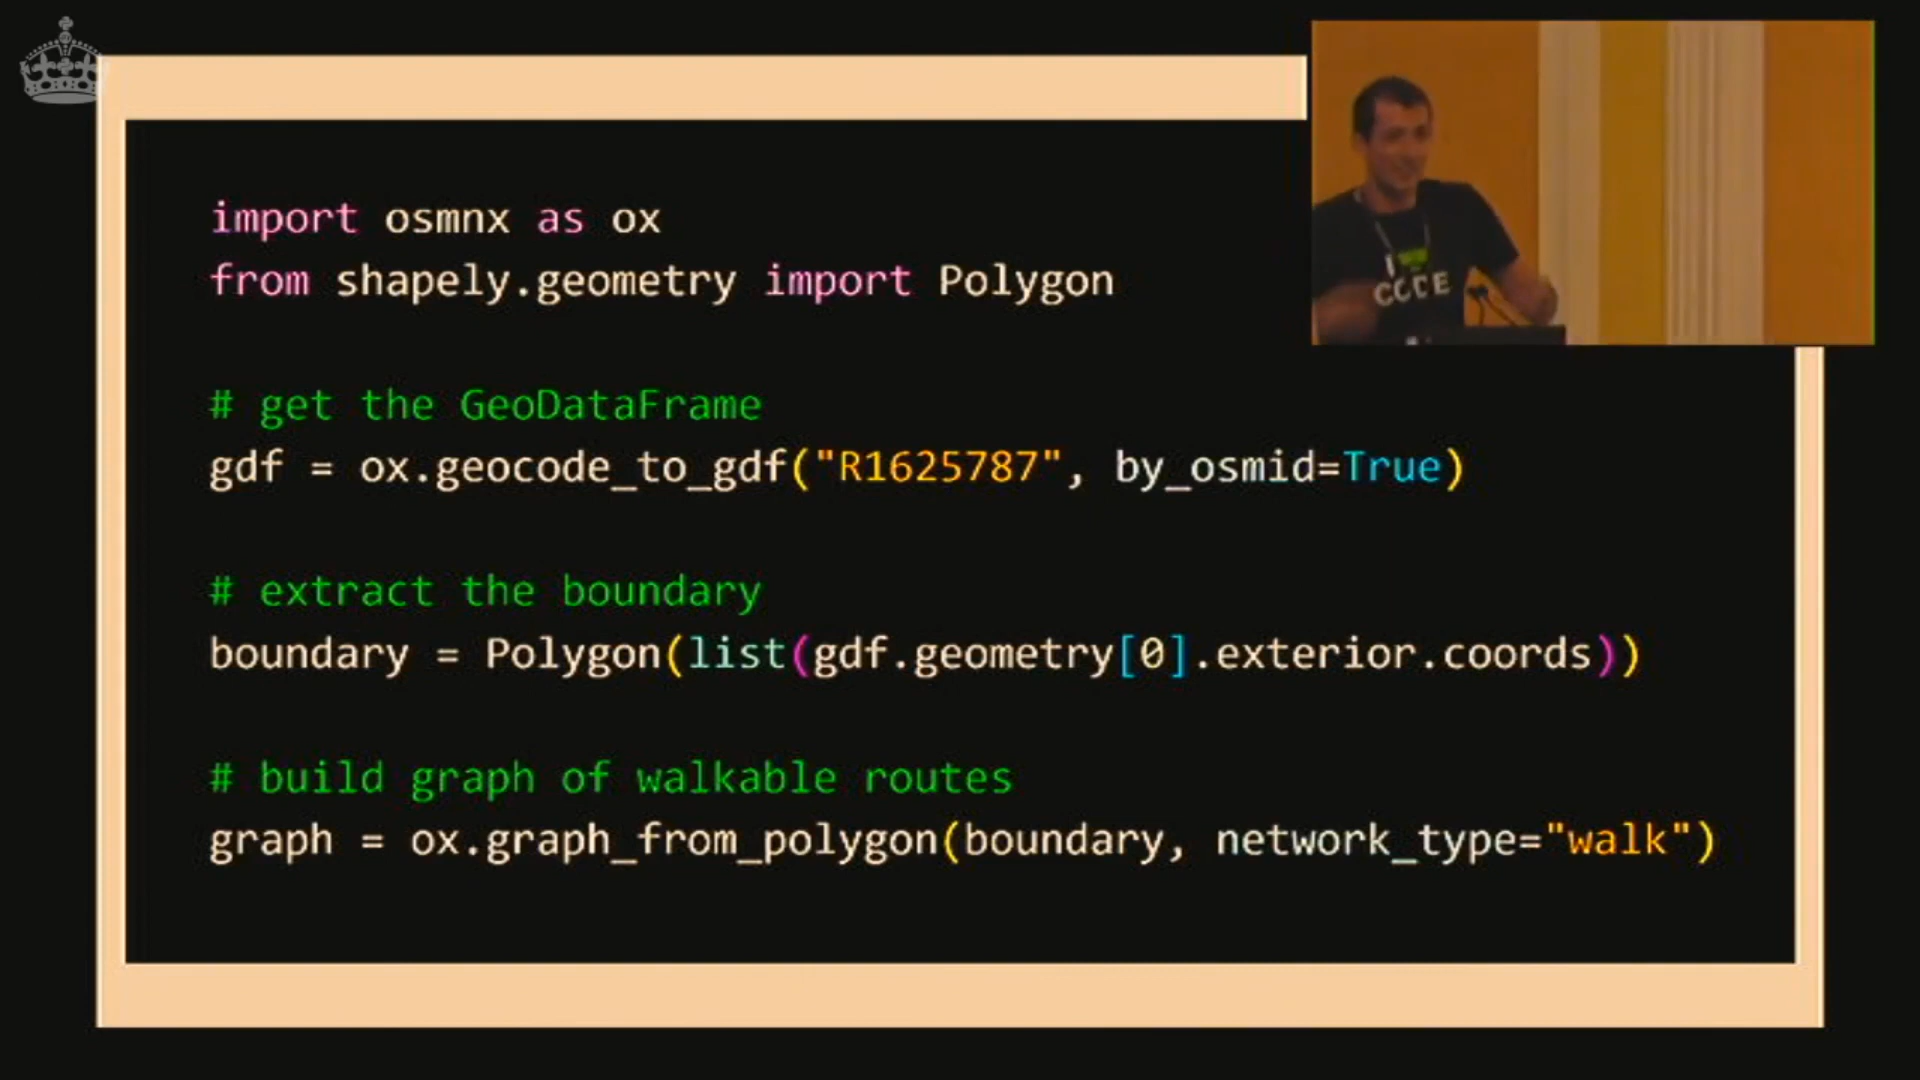 import osmnx as ox
from shapely.geometry import Polygon
# get the GeoDataFrame
gdf = ox.geocode_to_gdf("R1625787", by_osmid=True)
# extract the boundary
boundary = Polygon(list(gdf.geometry[0].exterior.coords))
# build graph of walkable routes
graph = ox.graph_from_polygon(boundary, network_type="walk")
I
CODE